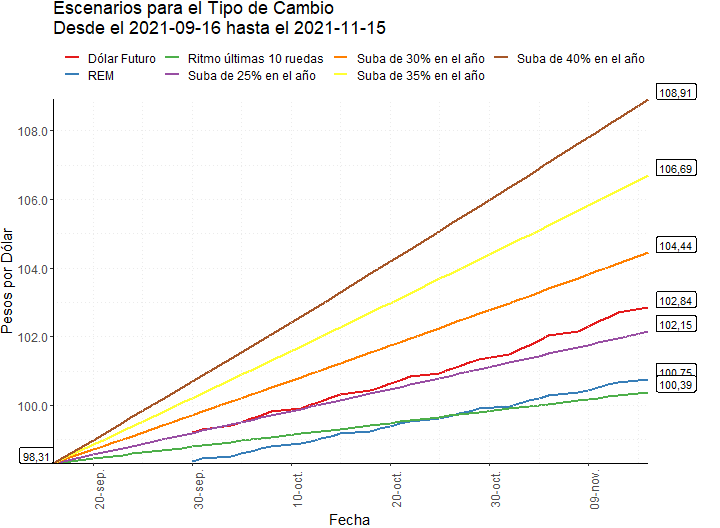 Escenarios para el Tipo de Cambio
Desde el 2021-09-16 hasta el 2021-11-15
Dólar Futuro
Ritmo últimas 10 ruedas
Suba de 30% en el año
Suba de 40% en el año
REM
Suba de 25% en el año
Suba de 35% en el año
Pesos por Dólar
108.0
106.0
104.0
102.0
100.0
98,31
108,91
106,69
104,44
102,84
102,15
100,75
100,39
20-sep.
30-sep.
10-oct.
20-oct.
30-oct.
09-nov.
Fecha